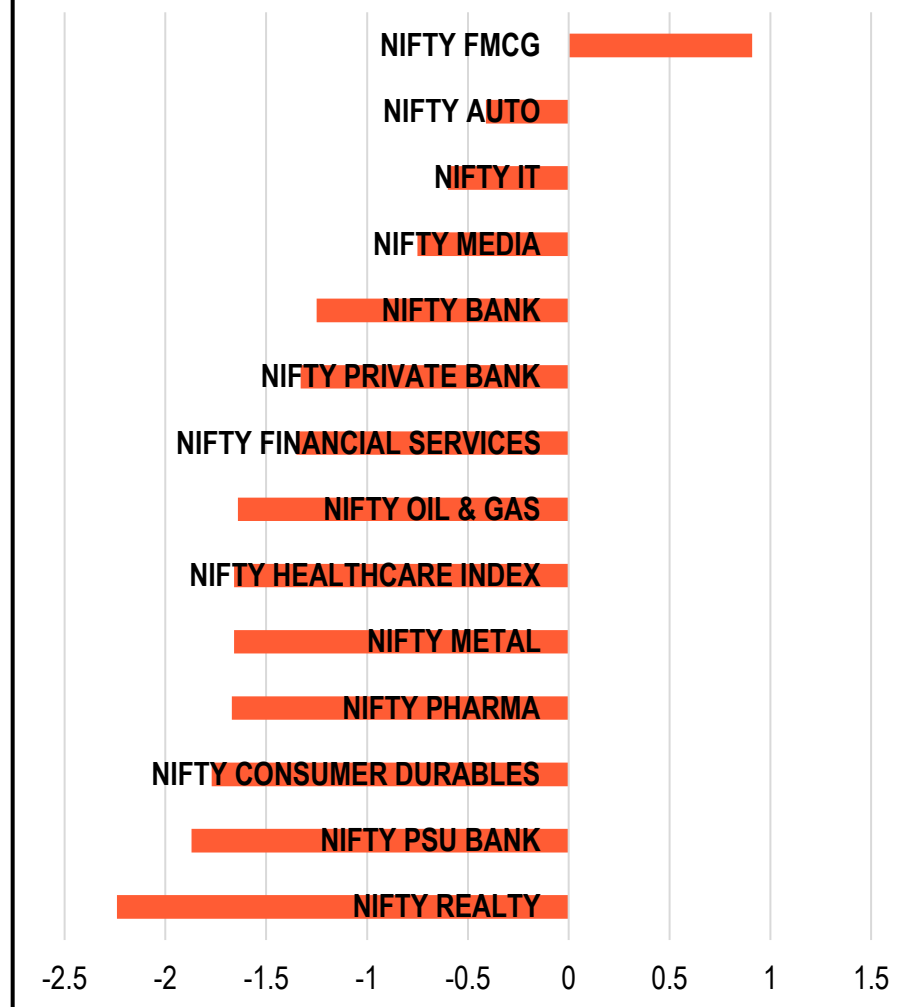 NIFTY FMCG
NIFTY AUTO
NIFTY IT
NIFTY MEDIA
NIFTY BANK
NIFTY PRIVATE BANK
NIFTY FINANCIAL SERVICES
NIFTY OIL & GAS
NIFTY HEALTHCARE INDEX
NIFTY METAL
NIFTY PHARMA
NIFTY CONSUMER DURABLES
NIFTY PSU BANK
NIFTY REALTY
-2.5 -2 -1.5 -1 -0.5 0 0.5 1 1.5